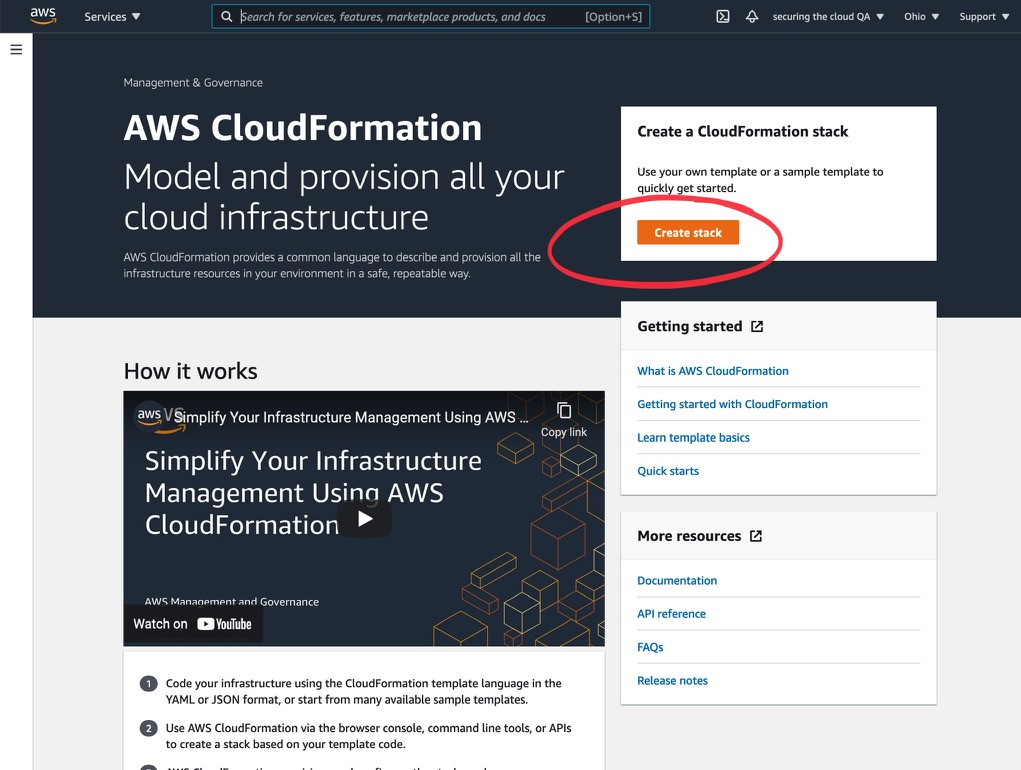 aws
Services ▼
Search for services, features, marketplace products, and docs
[Option+S]
securing the cloud QA ▼
Ohio ▼
Support ▼
Management & Governance
AWS CloudFormation
Model and provision all your
cloud infrastructure
AWS CloudFormation provides a common language to describe and provision all the
infrastructure resources in your environment in a safe, repeatable way.
Create a CloudFormation stack
Use your own template or a sample template to
quickly get started.
Create stack
Getting started
What is AWS CloudFormation
Getting started with CloudFormation
Learn template basics
Quick starts
More resources
Documentation
API reference
FAQs
Release notes
How it works
aws
Simplify Your Infrastructure Management Using AWS ...
Copy link
Simplify Your Infrastructure
Management Using AWS
CloudFormation
AWS Management and Governance
Watch on YouTube
1 Code your infrastructure using the CloudFormation template language in the
YAML or JSON format, or start from many available sample templates.
2 Use AWS CloudFormation via the browser console, command line tools, or APIs
to create a stack based on your template code.